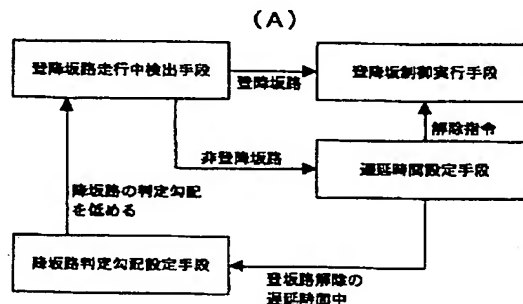 (A)
登降坂路走行中検出手段
登降坂路
登降坂制御実行手段
解除指令
非登降坂路
遅延時間設定手段
降坂路の判定勾配
を低める
降坂路判定勾配設定手段
登坂路解除の
遅延時間中